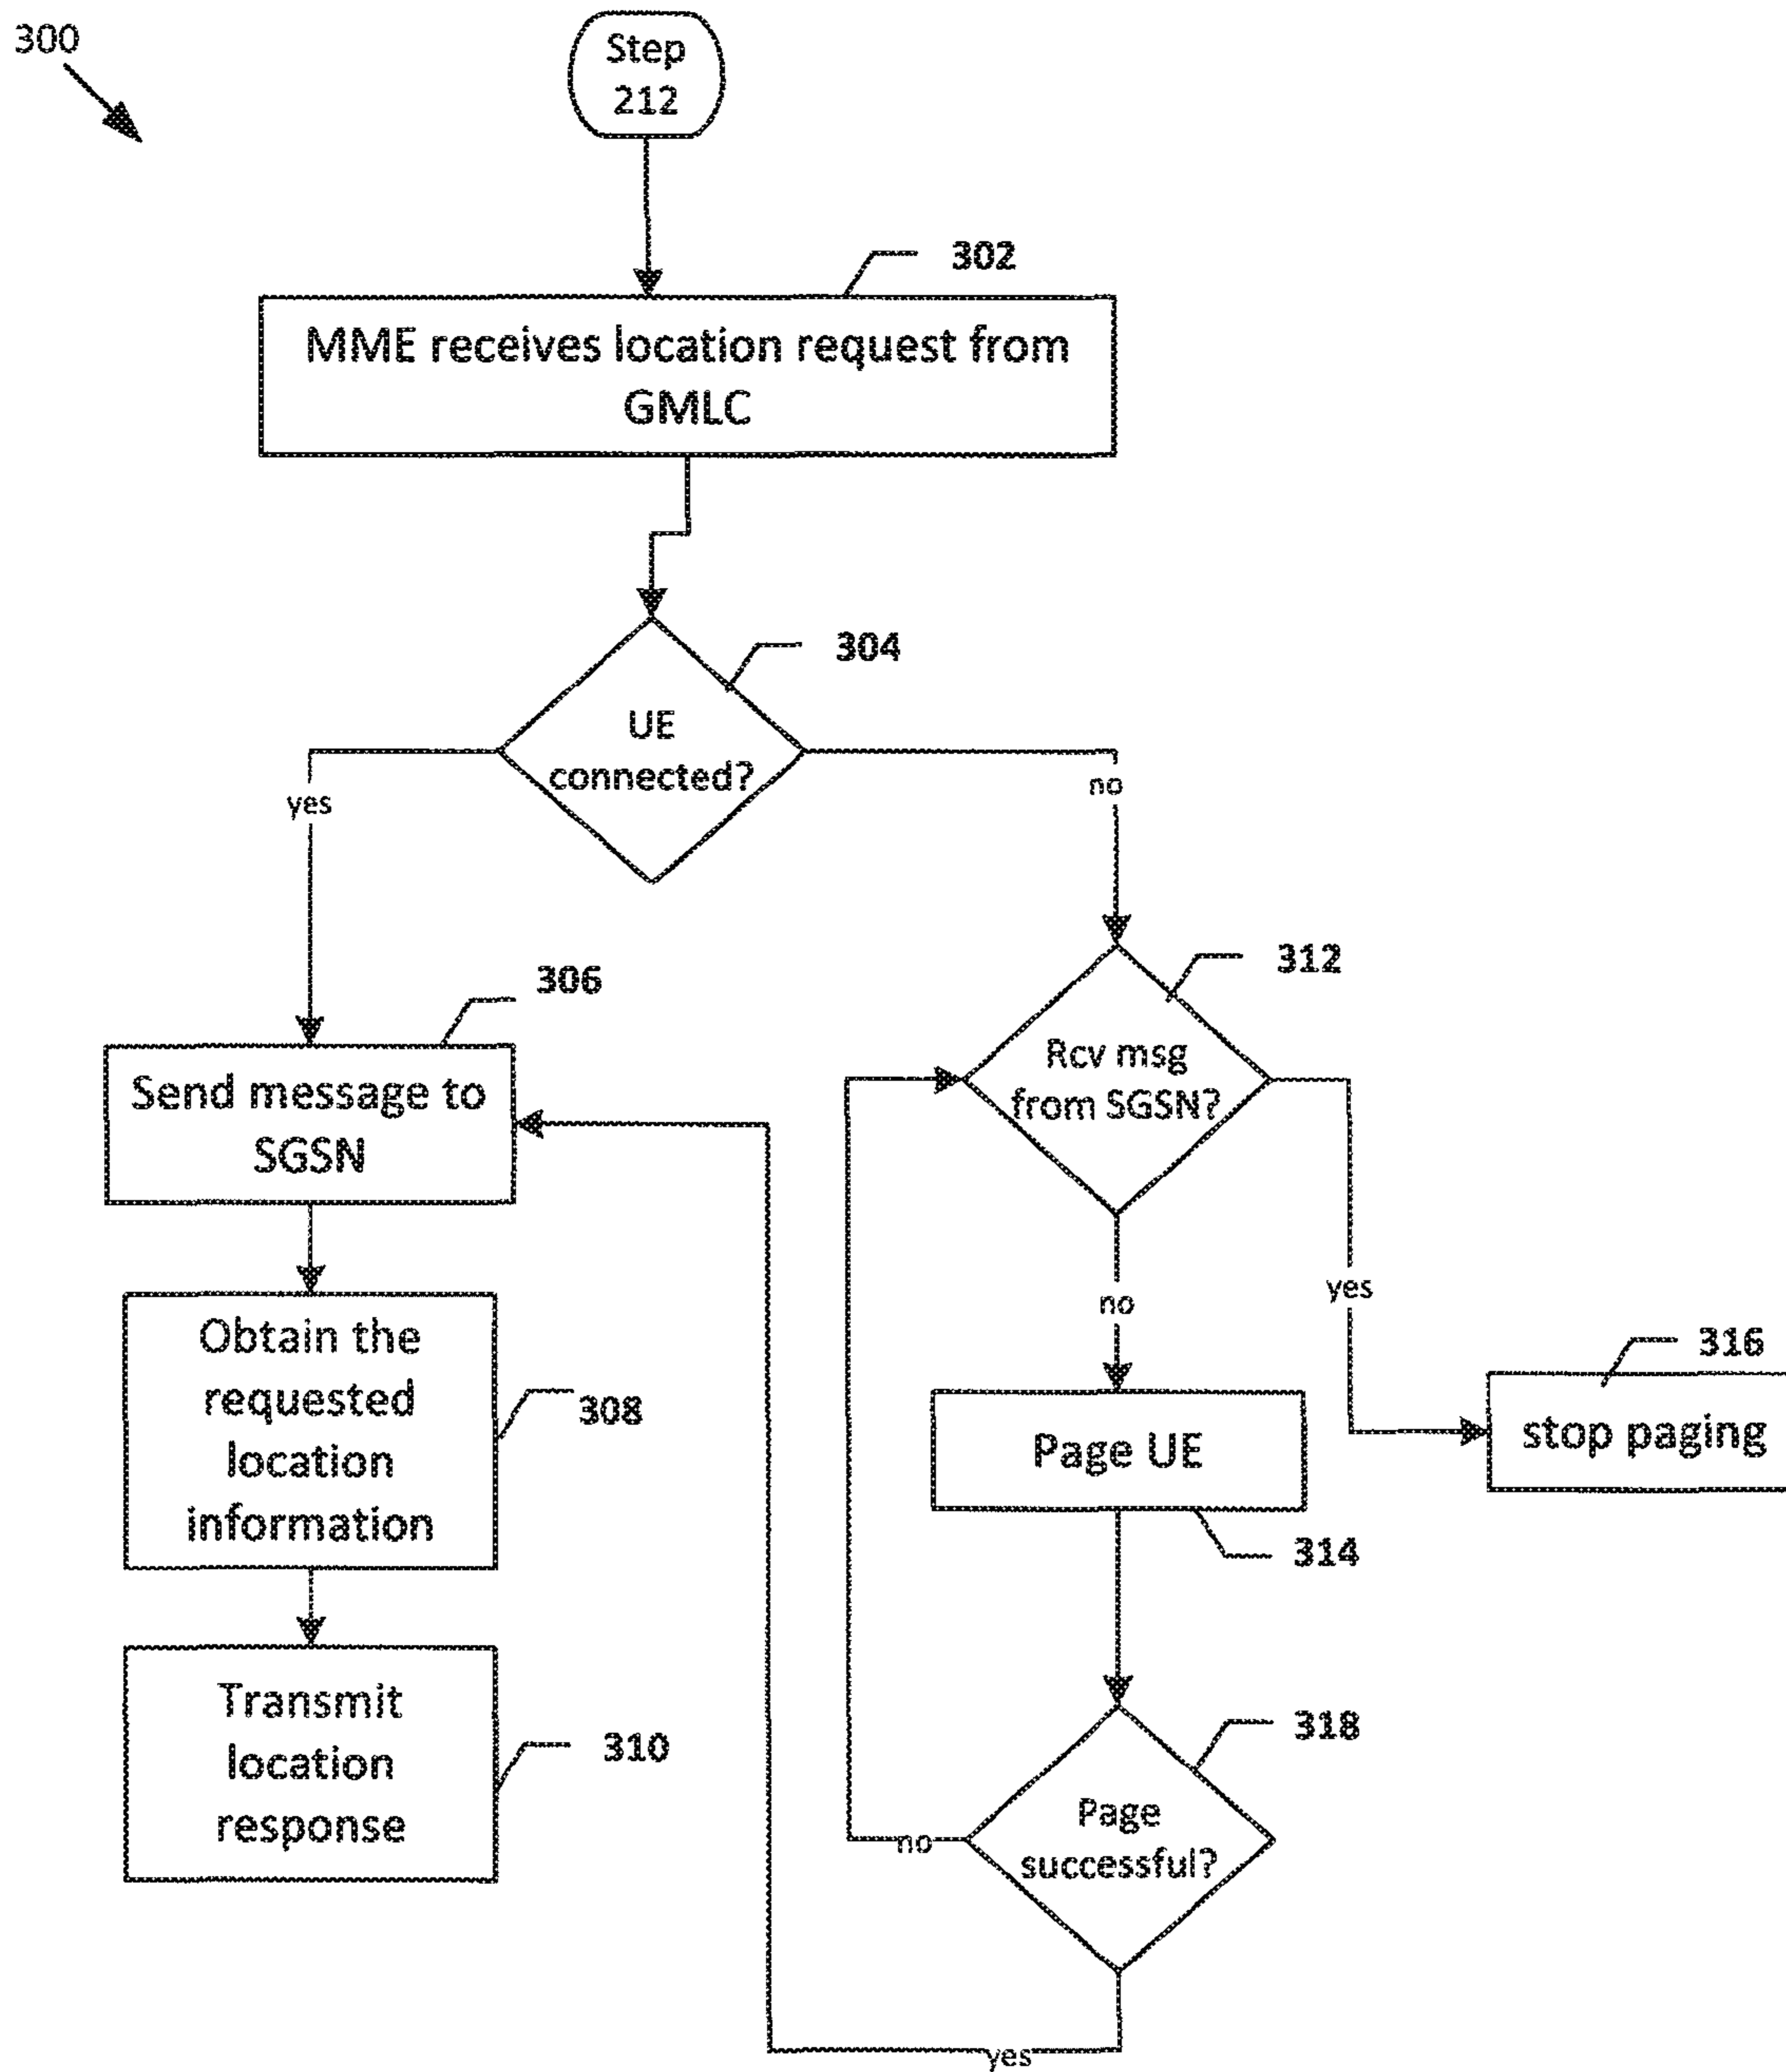 300
Step
212
302
MME receives location request from
GMLC
304
UE
connected?
yes
no
306
Send message to
SGSN
312
Rcv msg
from SGSN?
no
yes
308
Obtain the
requested
location
information
316
stop paging
Page UE
314
310
Transmit
location
response
318
Page
successful?
no
yes